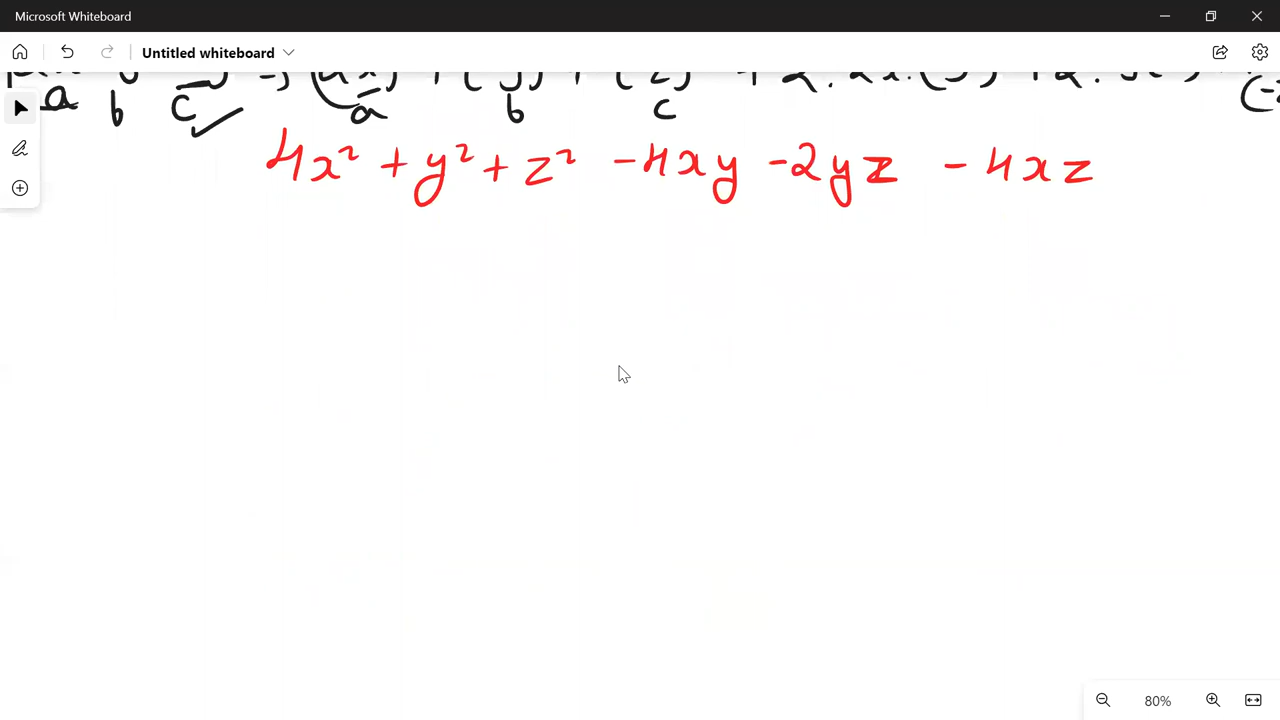 Microsoft Whiteboard
Untitled whiteboard
a b c a b c
4x² + y² + z² - 4xy - 2yz - 4xz
80%